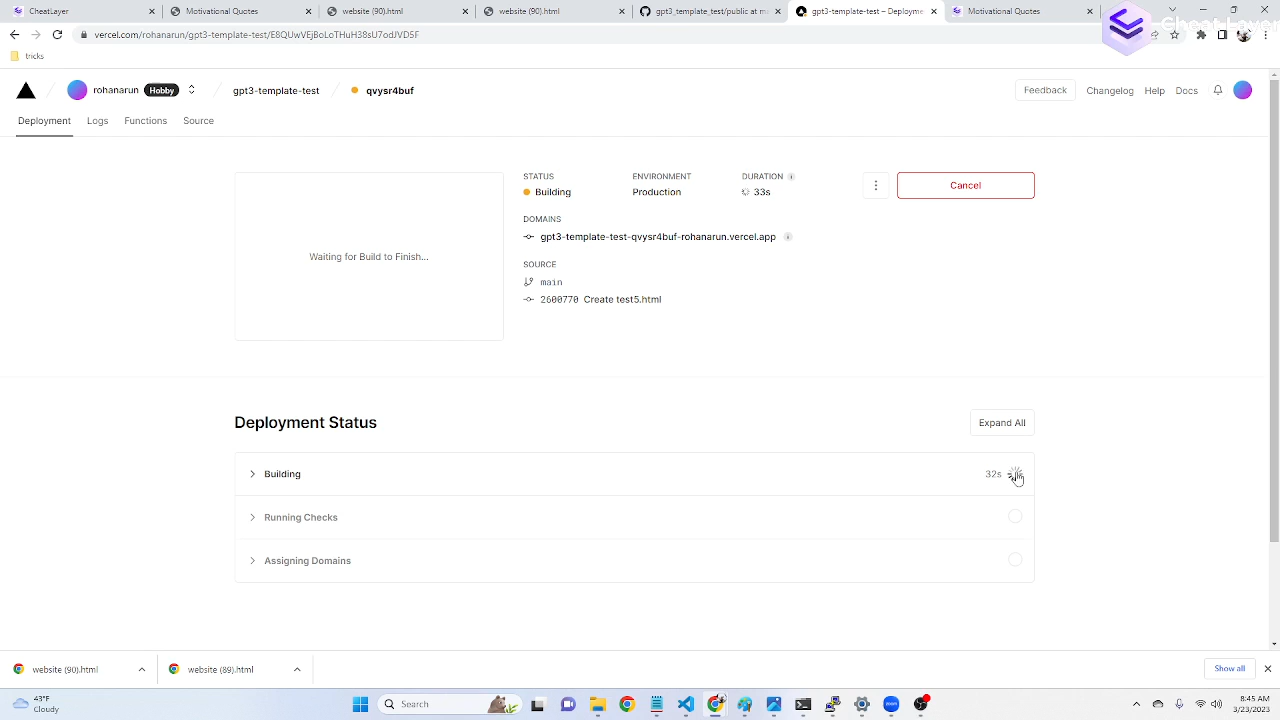 CheatLayer
Motivational Quotes
website (90).html
website (90).html
gpt3_template_test/public at m
gpt3-template-test – Deployme
Motivational Quotes
vercel.com/rohanarun/gpt3-template-test/E8QUwVEjBoLoTHuH38sU7odJVDF3
Cheat Layer
tricks
rohanarun
Hobby
gpt3-template-test
qvysr4buf
Feedback
Changelog
Help
Docs
Deployment
Logs
Functions
Source
STATUS
ENVIRONMENT
DURATION
Building
Production
33s
Cancel
DOMAINS
gpt3-template-test-qvysr4buf-rohanarun.vercel.app
Waiting for Build to Finish...
SOURCE
main
2600770 Create test5.html
Deployment Status
Expand All
Building
32s
Running Checks
Assigning Domains
website (90).html
website (89).html
Show all
43°F
Cloudy
Search
zoom
8:45 AM
3/23/2023